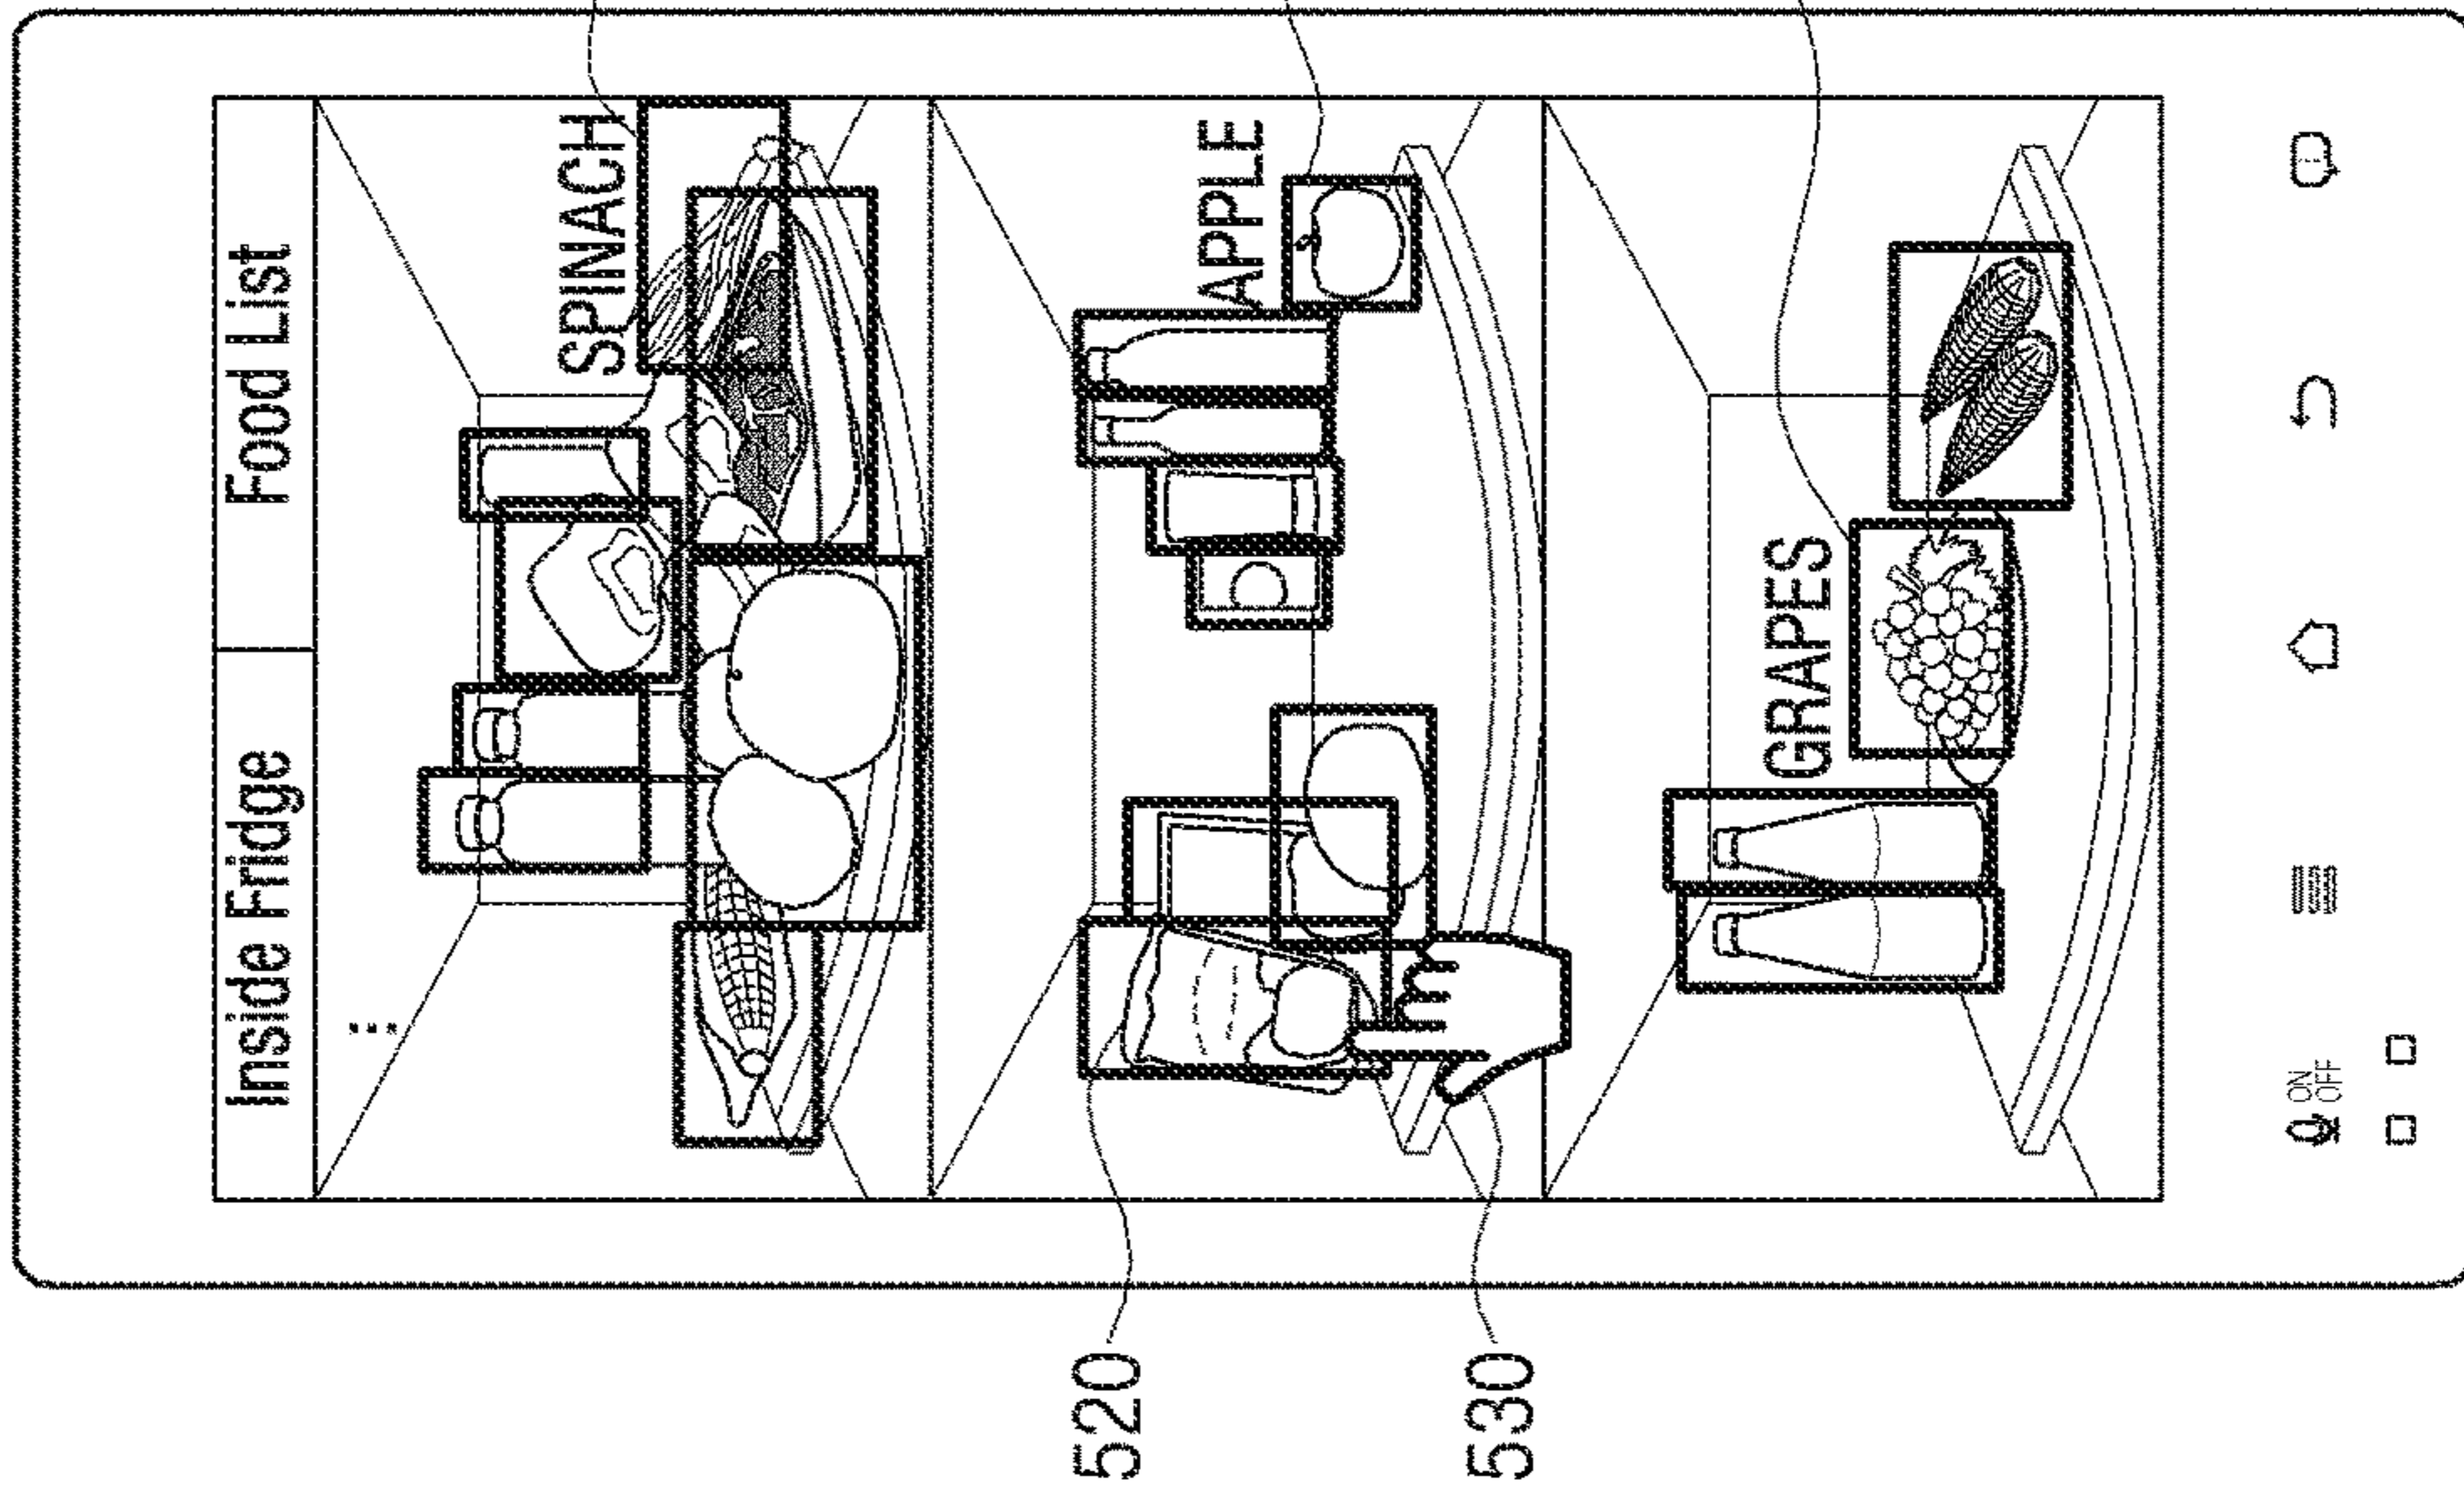 Inside Fridge
Food List
SPINACH
APPLE
GRAPES
520
530
ON
OFF